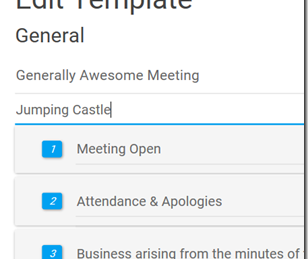 Edit Template
General
Generally Awesome Meeting
Jumping Castle
1 Meeting Open
2 Attendance & Apologies
3 Business arising from the minutes of